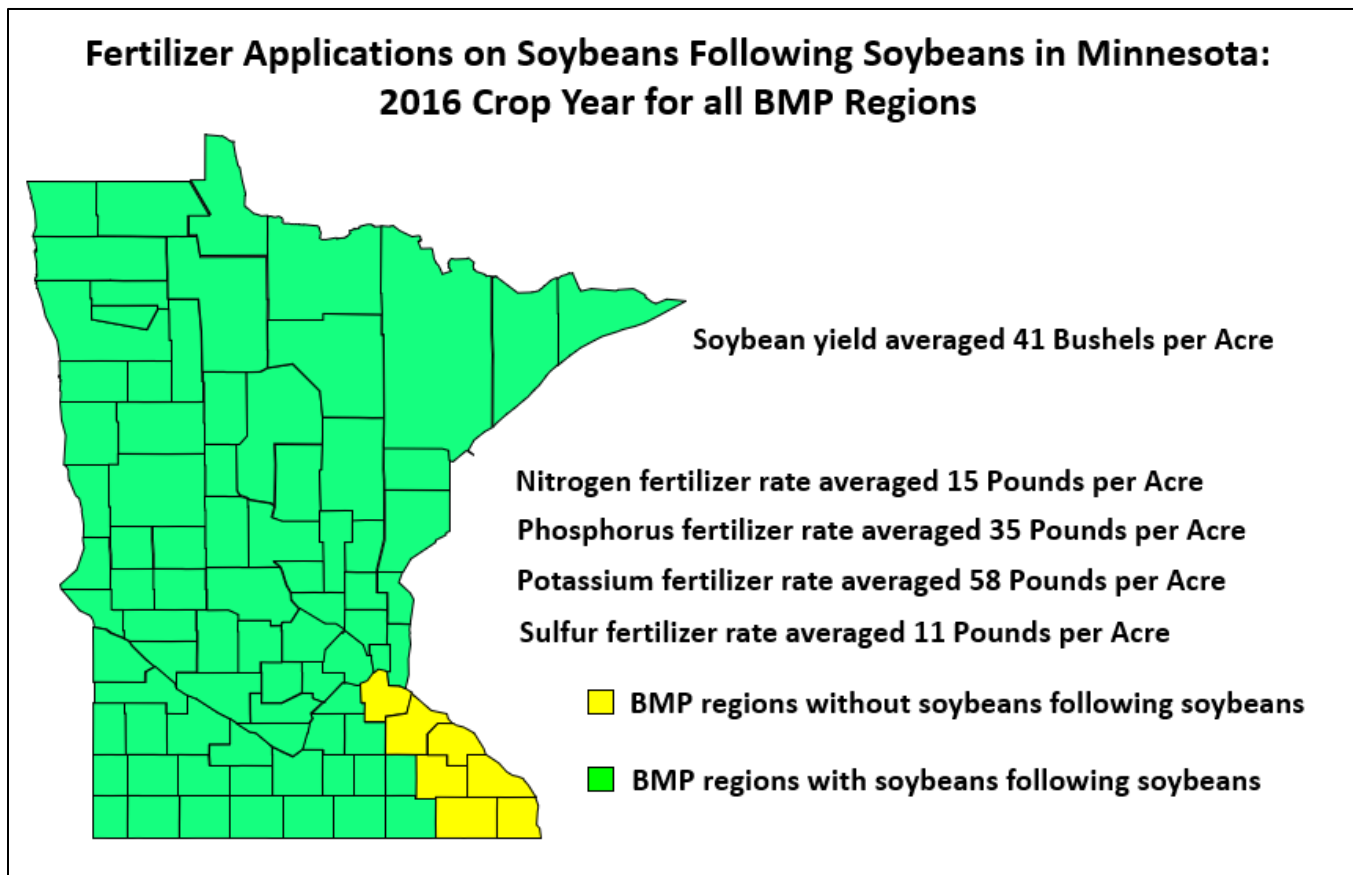 Fertilizer Applications on Soybeans Following Soybeans in Minnesota:
2016 Crop Year for all BMP Regions
Soybean yield averaged 41 Bushels per Acre
Nitrogen fertilizer rate averaged 15 Pounds per Acre
Phosphorus fertilizer rate averaged 35 Pounds per Acre
Potassium fertilizer rate averaged 58 Pounds per Acre
Sulfur fertilizer rate averaged 11 Pounds per Acre
BMP regions without soybeans following soybeans
BMP regions with soybeans following soybeans